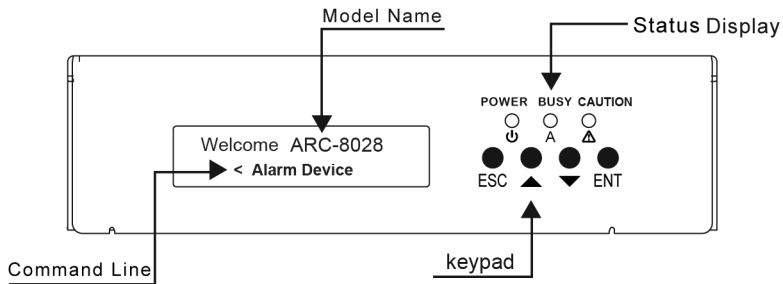 Model Name
Status Display
POWER BUSY CAUTION
A
Welcome ARC-8028
< Alarm Device
ESC ENT
Command Line
keypad